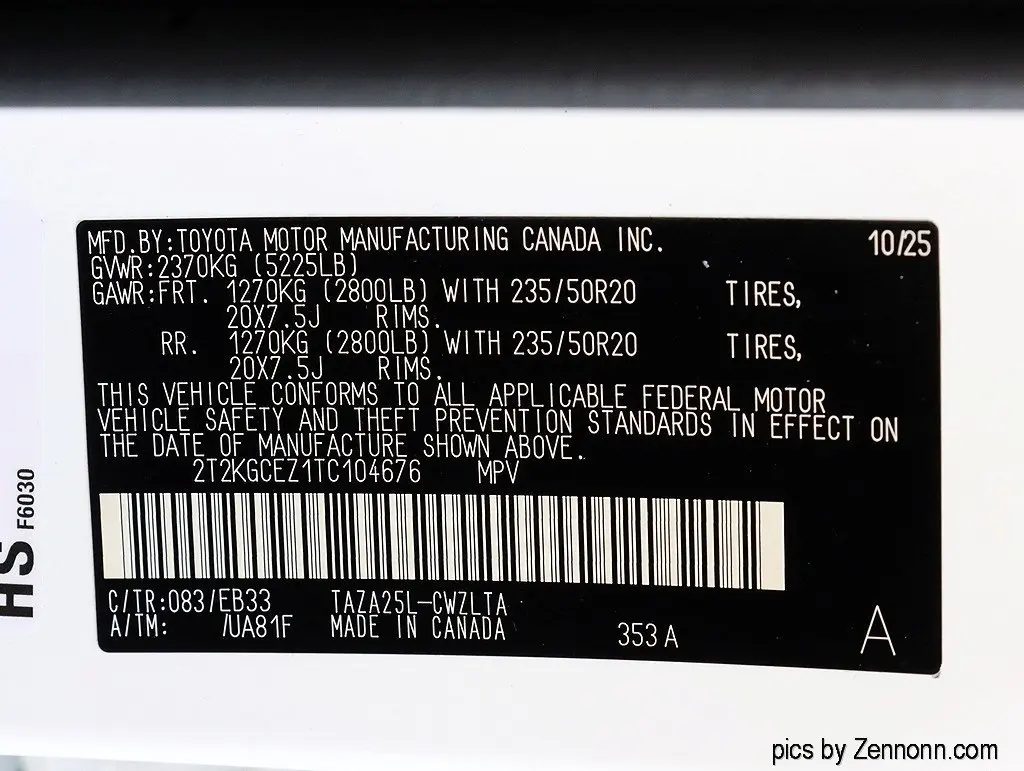 MFD.BY:TOYOTA MOTOR MANUFACTURING CANADA INC. 10/25
GVWR:2370KG (5225LB)
GAWR:FRT. 1270KG (2800LB) WITH 235/50R20 TIRES,
20X7.5J RIMS.
RR. 1270KG (2800LB) WITH 235/50R20 TIRES,
20X7.5J RIMS.
THIS VEHICLE CONFORMS TO ALL APPLICABLE FEDERAL MOTOR
VEHICLE SAFETY AND THEFT PREVENTION STANDARDS IN EFFECT ON
THE DATE OF MANUFACTURE SHOWN ABOVE.
2T2KGCEZ1TC104676 MPV
C/TR:083/EB33 TAZA25L-CWZLTA
A/TM: /UA81F MADE IN CANADA 353 A A
HS F6030
pics by Zennonn.com